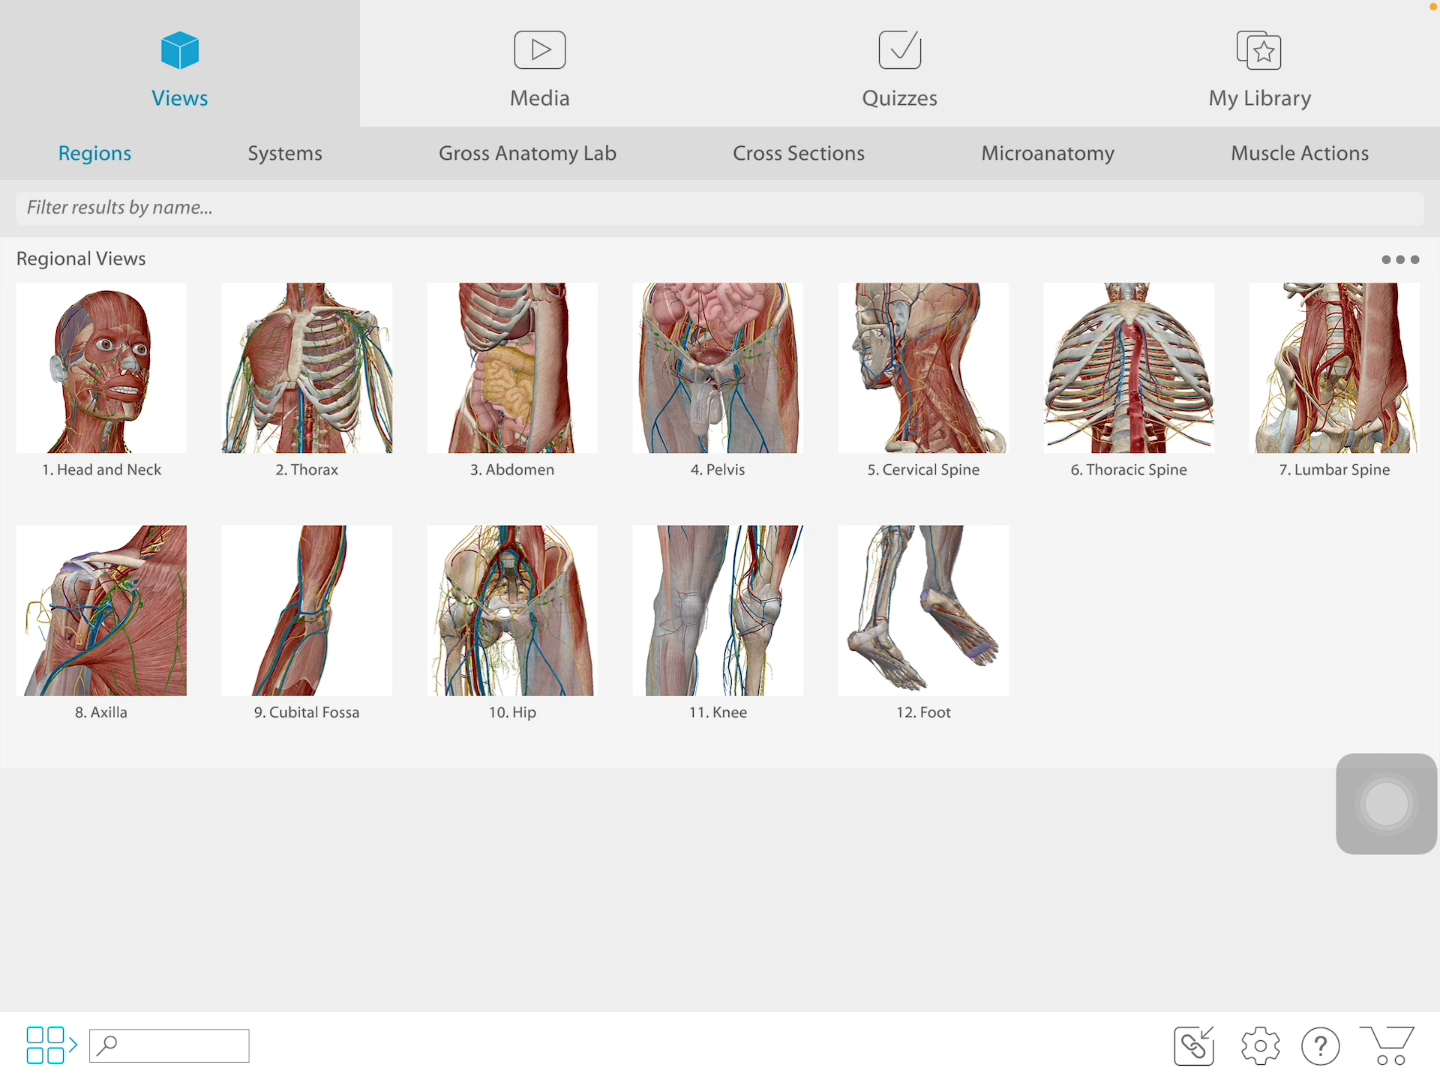 Views
Media
Quizzes
My Library
Regions
Systems
Gross Anatomy Lab
Cross Sections
Microanatomy
Muscle Actions
Filter results by name...
Regional Views
1. Head and Neck
2. Thorax
3. Abdomen
4. Pelvis
5. Cervical Spine
6. Thoracic Spine
7. Lumbar Spine
8. Axilla
9. Cubital Fossa
10. Hip
11. Knee
12. Foot
?